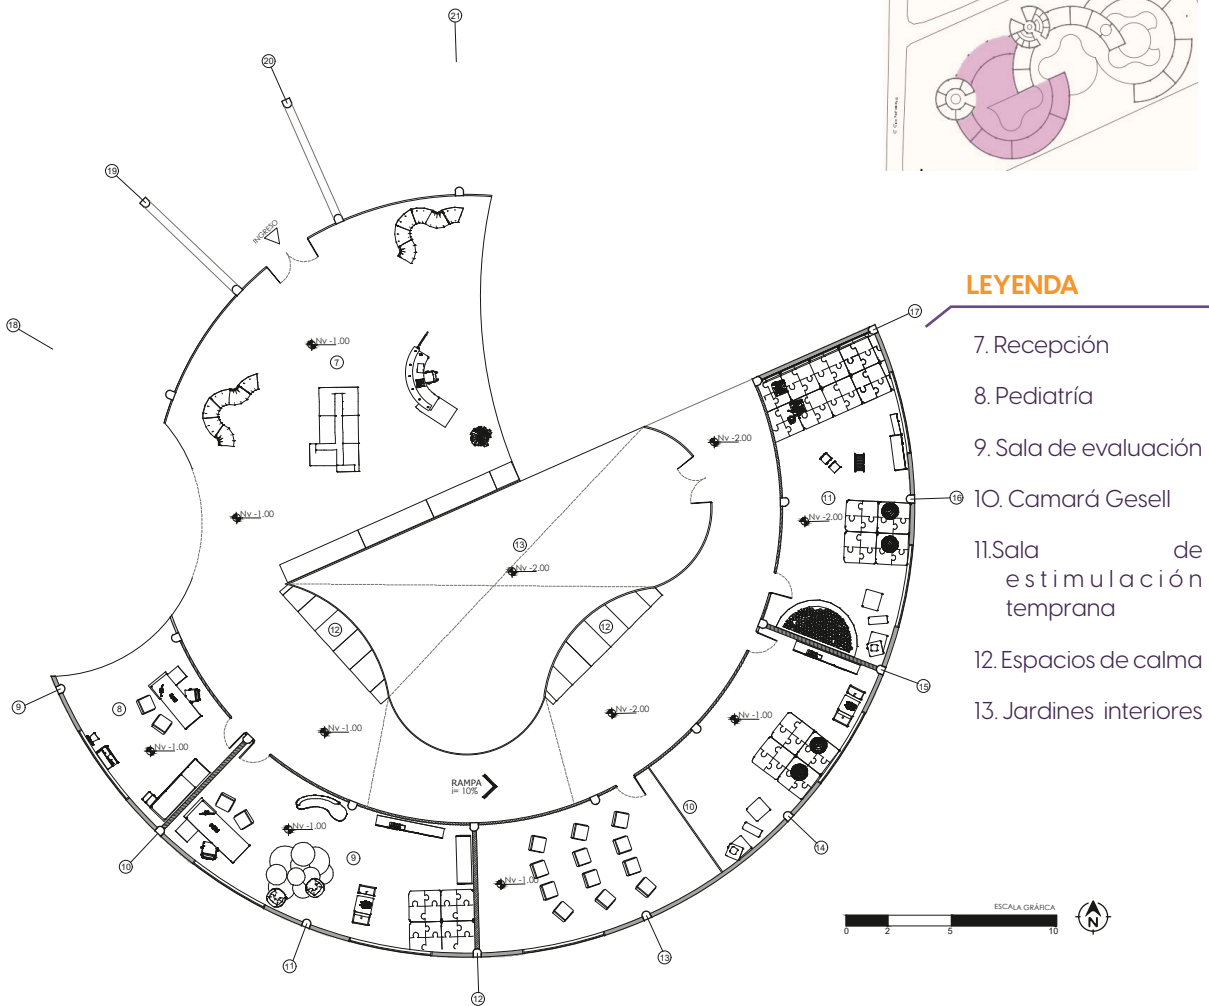 21
20
19
18
INGRESO
Nv -1.00
7
17
LEYENDA
7. Recepción
8. Pediatría
9. Sala de evaluación
10. Camará Gesell
11.Sala de
estimulación
temprana
12. Espacios de calma
13. Jardines interiores
Nv -2.00
16
11
Nv -2.00
Nv -1.00
13
Nv -2.00
12
12
15
9
8
Nv -1.00
Nv -1.00
Nv -2.00
Nv -1.00
RAMPA
i= 10%
10
14
10
Nv -1.00
9
Nv -1.00
11
12
13
ESCALA GRÁFICA
0 2 5 10
N